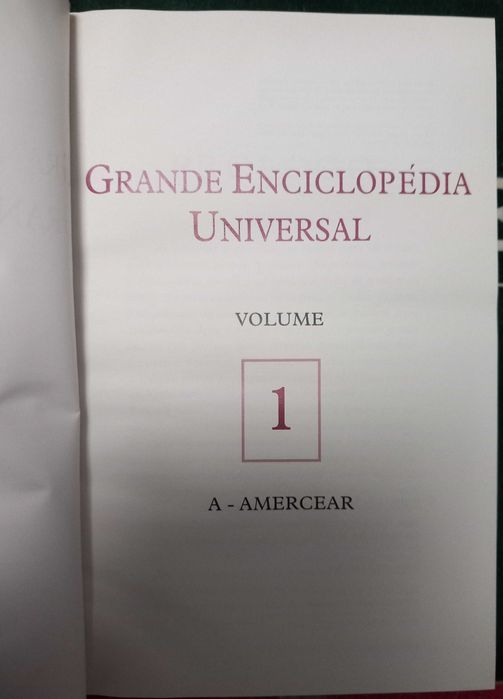 GRANDE ENCICLOPÉDIA
UNIVERSAL
VOLUME
1
A - AMERCEAR